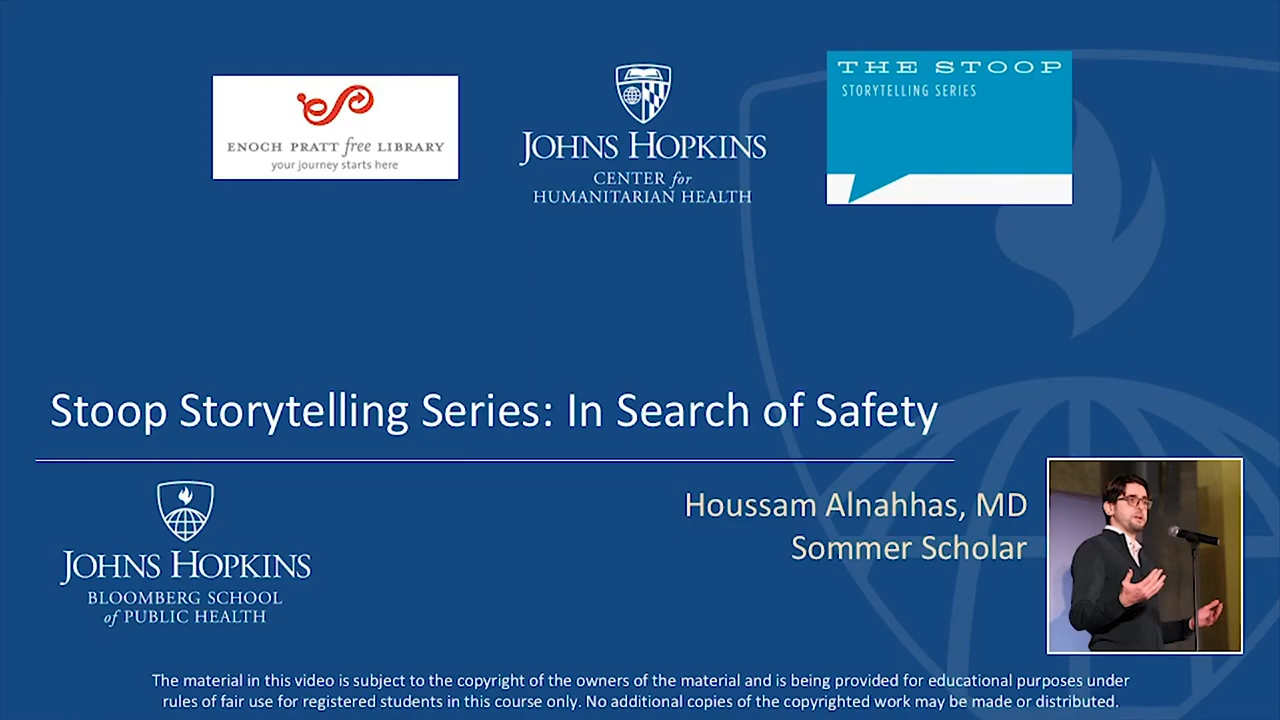 ENOCH PRATT free LIBRARY
your journey starts here
JOHNS HOPKINS
CENTER for
HUMANITARIAN HEALTH
THE STOOP
STORYTELLING SERIES
Stoop Storytelling Series: In Search of Safety
Houssam Alnahhas, MD
Sommer Scholar
JOHNS HOPKINS
BLOOMBERG SCHOOL
of PUBLIC HEALTH
The material in this video is subject to the copyright of the owners of the material and is being provided for educational purposes under
rules of fair use for registered students in this course only. No additional copies of the copyrighted work may be made or distributed.